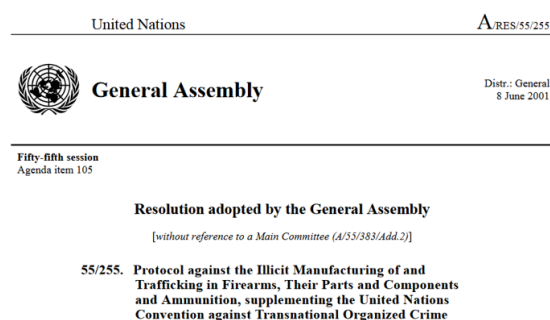 United Nations A/RES/55/255
General Assembly
Distr.: General
8 June 2001
Fifty-fifth session
Agenda item 105
Resolution adopted by the General Assembly
[without reference to a Main Committee (A/55/383/Add.2)]
55/255. Protocol against the Illicit Manufacturing of and
Trafficking in Firearms, Their Parts and Components
and Ammunition, supplementing the United Nations
Convention against Transnational Organized Crime